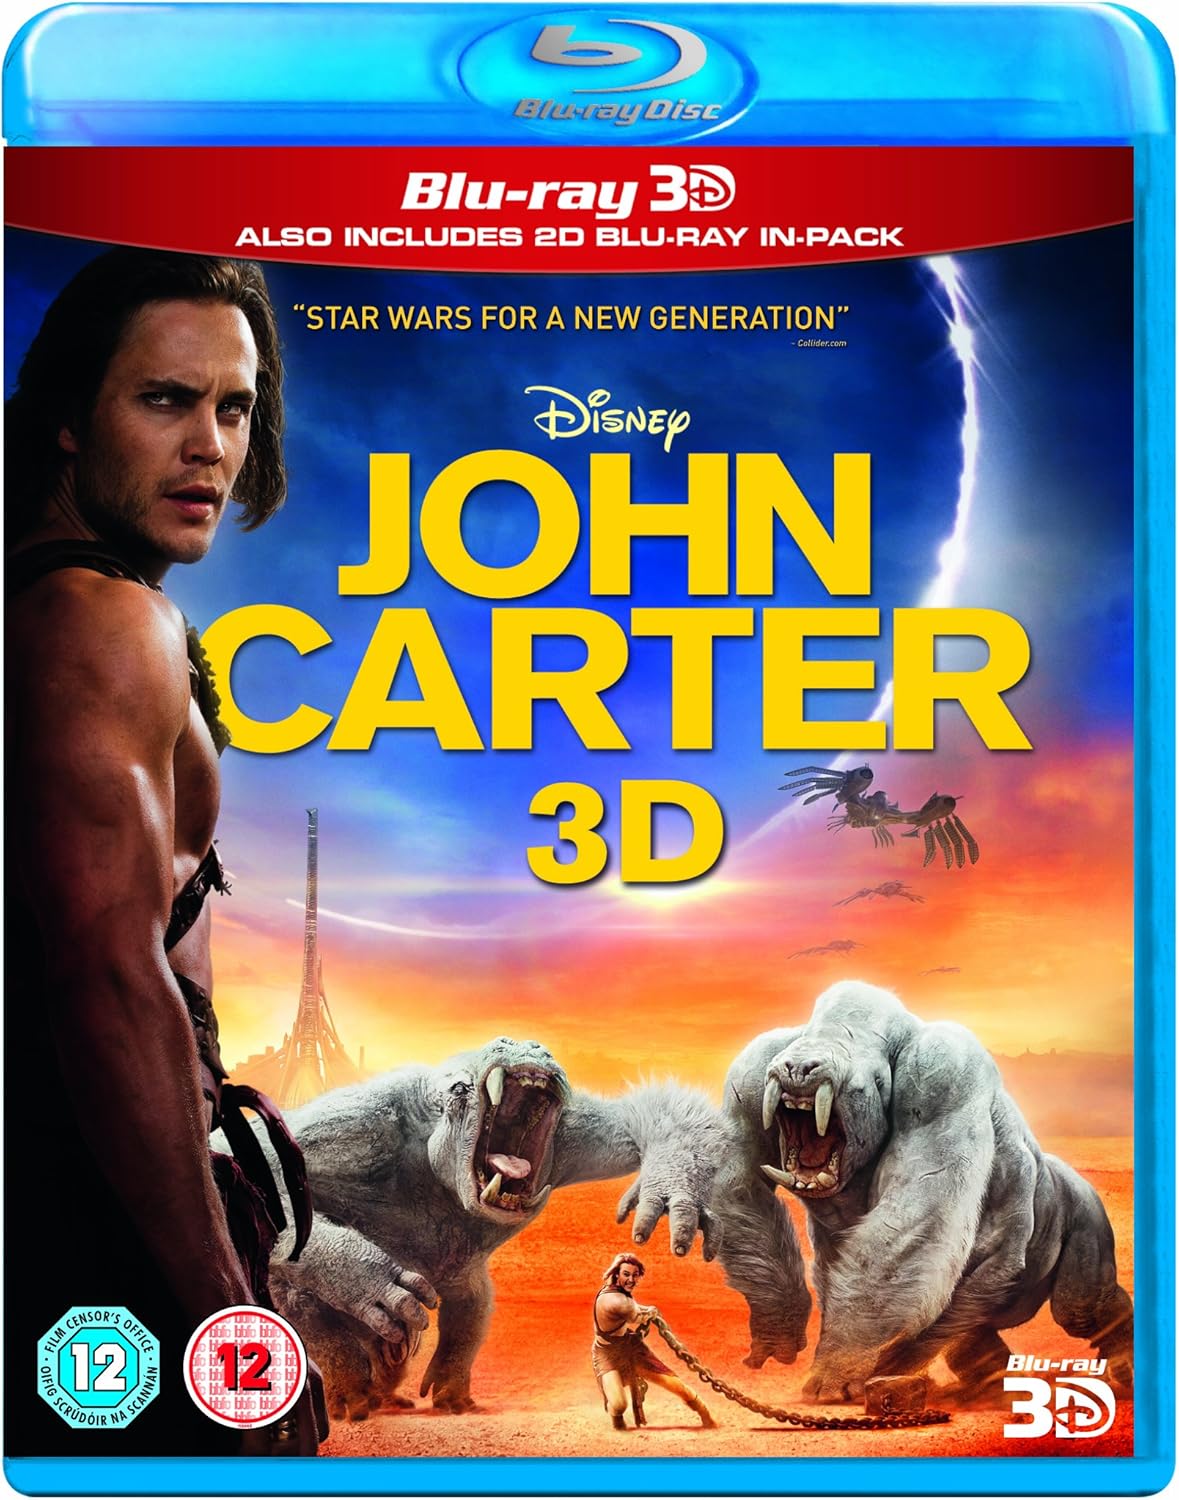 Blu-ray Disc
Blu-ray 3D
ALSO INCLUDES 2D BLU-RAY IN-PACK
“STAR WARS FOR A NEW GENERATION”
- Collider.com
Disney
JOHN
CARTER
3D
· FILM CENSOR'S OFFICE ·
12
OIFIG SCRÚDÓIR NA SCANNÁN
bbfc
12
Blu-ray
3D